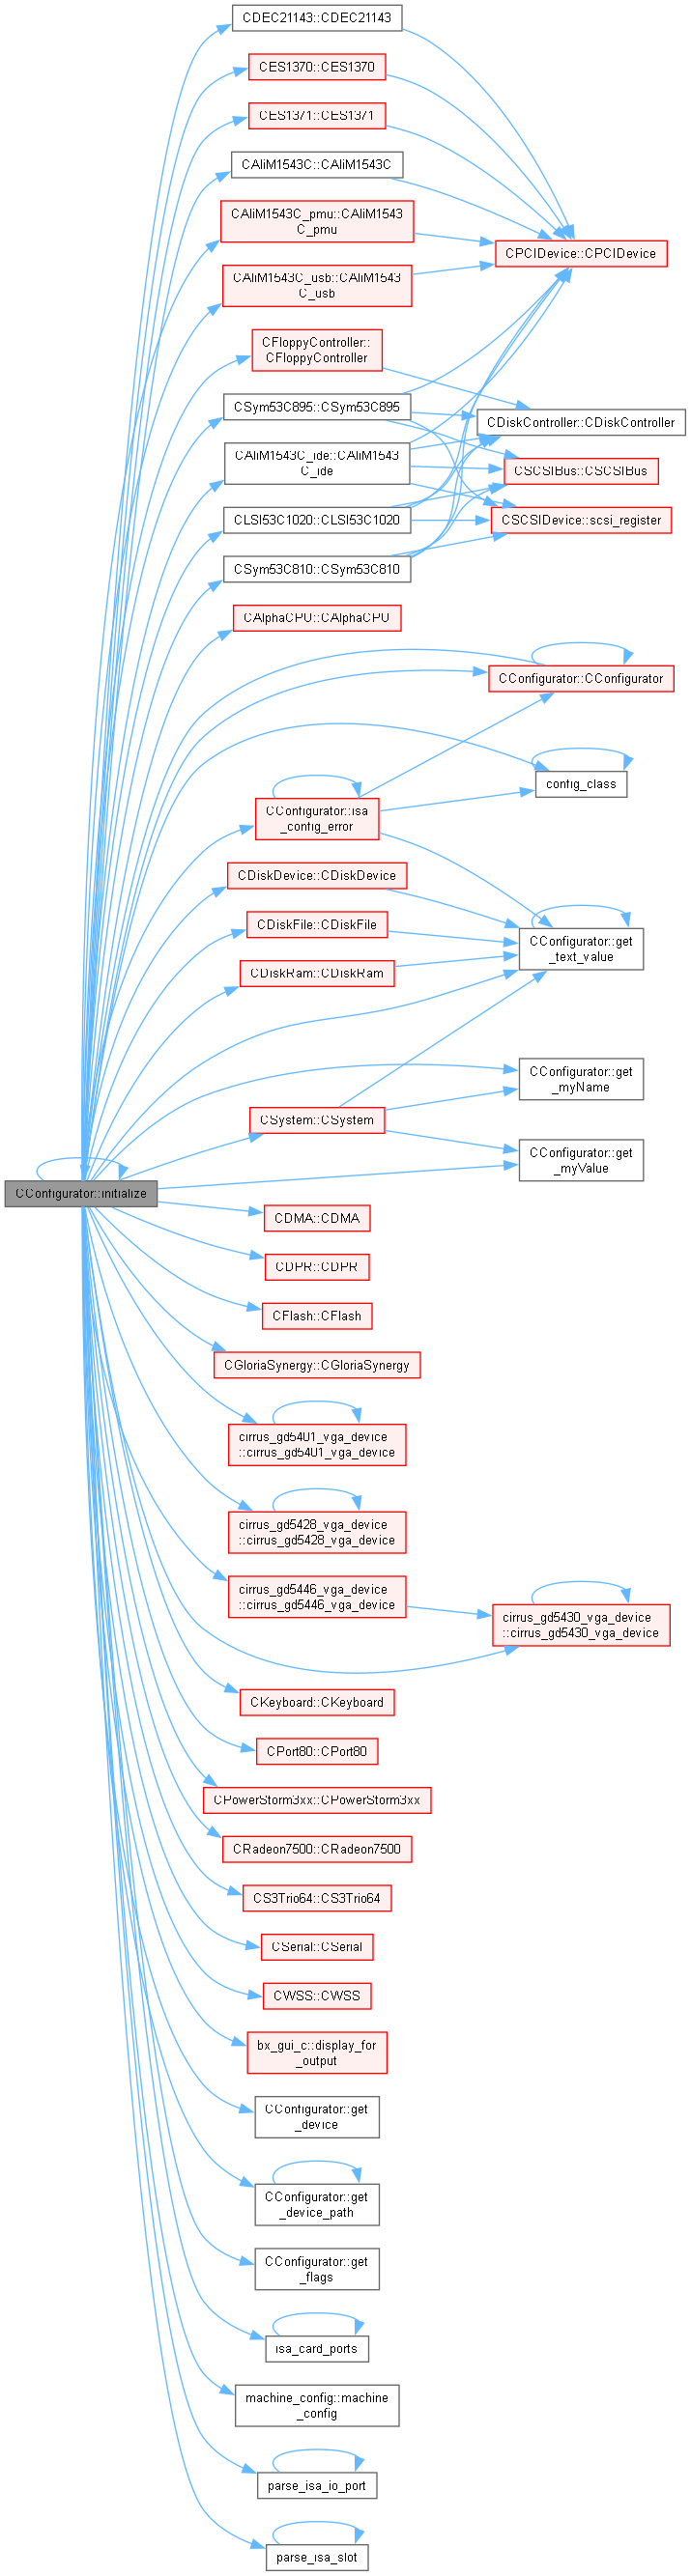 CDEC21143::CDEC21143
CES1370::CES1370
CES1371::CES1371
CAliM1543C::CAliM1543C
CAliM1543C_pmu::CAliM1543
C_pmu
CPCIDevice::CPCIDevice
CAliM1543C_usb::CAliM1543
C_usb
CFloppyController::
CFloppyController
CSym53C895::CSym53C895
CDiskController::CDiskController
CAliM1543C_ide::CAliM1543
C_ide
CSCSIBus::CSCSIBus
CLSI53C1020::CLSI53C1020
CSCSIDevice::scsi_register
CSym53C810::CSym53C810
CAlphaCPU::CAlphaCPU
CConfigurator::CConfigurator
config_class
CConfigurator::isa
_config_error
CDiskDevice::CDiskDevice
CDiskFile::CDiskFile
CConfigurator::get
_text_value
CDiskRam::CDiskRam
CConfigurator::get
_myName
CSystem::CSystem
CConfigurator::get
_myValue
CConfigurator::initialize
CDMA::CDMA
CDPR::CDPR
CFlash::CFlash
CGloriaSynergy::CGloriaSynergy
cirrus_gd5401_vga_device
::cirrus_gd5401_vga_device
cirrus_gd5428_vga_device
::cirrus_gd5428_vga_device
cirrus_gd5446_vga_device
::cirrus_gd5446_vga_device
cirrus_gd5430_vga_device
::cirrus_gd5430_vga_device
CKeyboard::CKeyboard
CPort80::CPort80
CPowerStorm3xx::CPowerStorm3xx
CRadeon7500::CRadeon7500
CS3Trio64::CS3Trio64
CSerial::CSerial
CWSS::CWSS
bx_gui_c::display_for
_output
CConfigurator::get
_device
CConfigurator::get
_device_path
CConfigurator::get
_flags
isa_card_ports
machine_config::machine
_config
parse_isa_io_port
parse_isa_slot